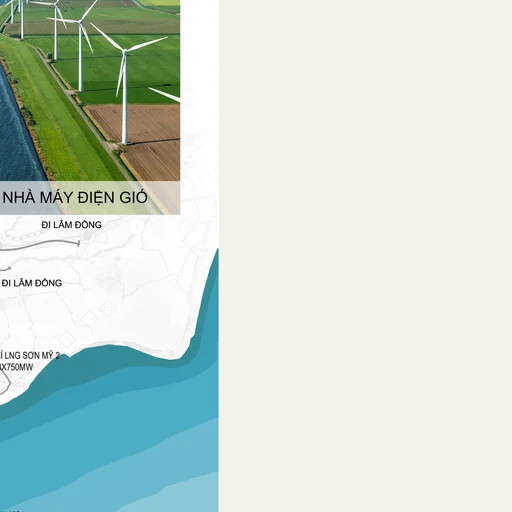 NHÀ MÁY ĐIỆN GIÓ
ĐI LÂM ĐỒNG
ĐI LÂM ĐỒNG
LNG SƠN MỸ 2
X750MW